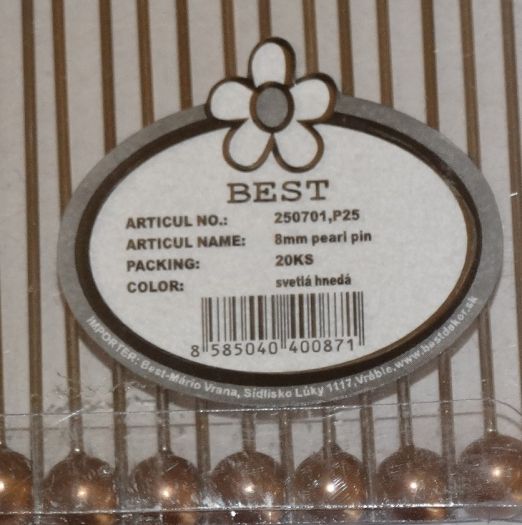 BEST
ARTICUL NO.: 250701,P25
ARTICUL NAME: 8mm pearl pin
PACKING: 20KS
COLOR: svetlá hnedá
8 585040 400871
IMPORTER: Best-Mário Vrana, Sídlisko Lúky 1117, Vráble, www.bestdekor.sk